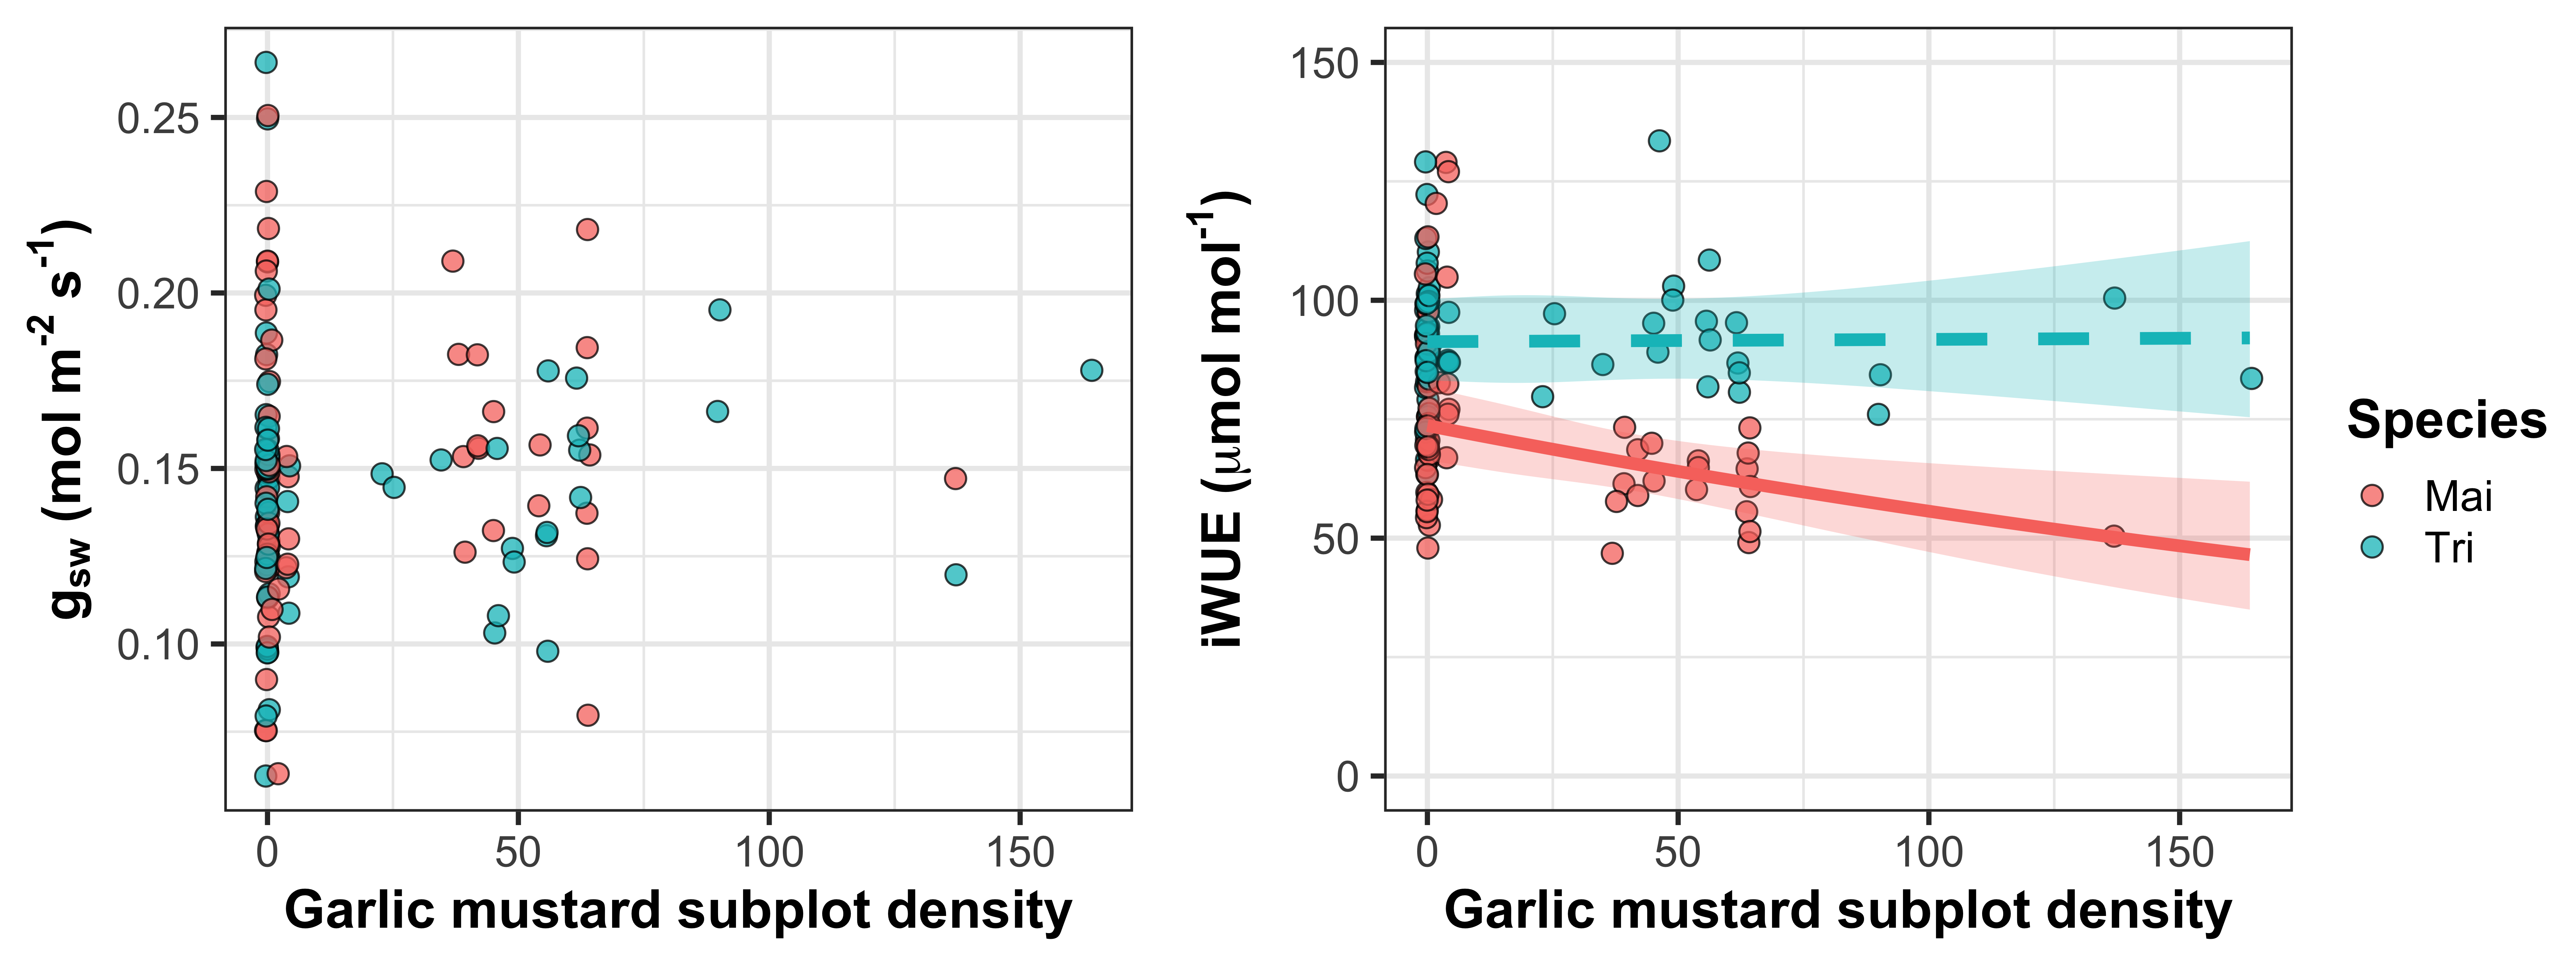 g_sw (mol m⁻² s⁻¹)
0.25
0.20
0.15
0.10
0 50 100 150
Garlic mustard subplot density
iWUE (μmol mol⁻¹)
150
100
50
0
0 50 100 150
Garlic mustard subplot density
Species
Mai
Tri